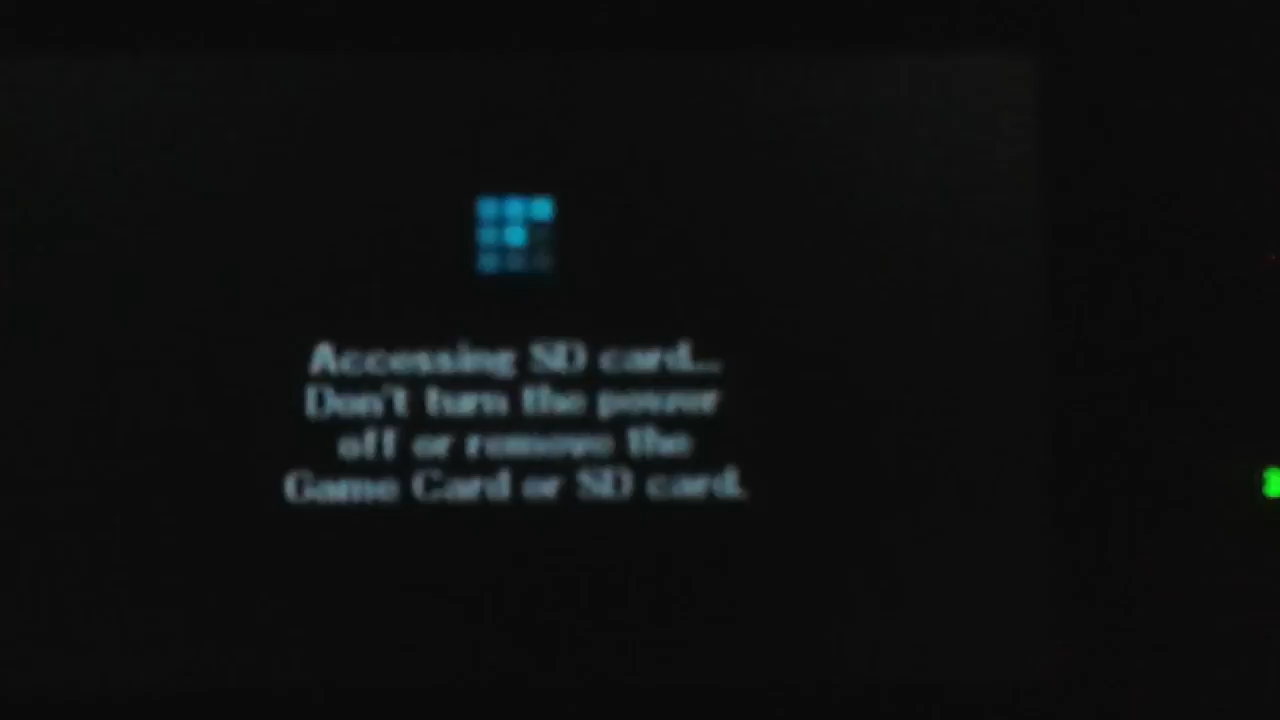 Accessing SD card...
Don't turn the power
off or remove the
Game Card or SD card.